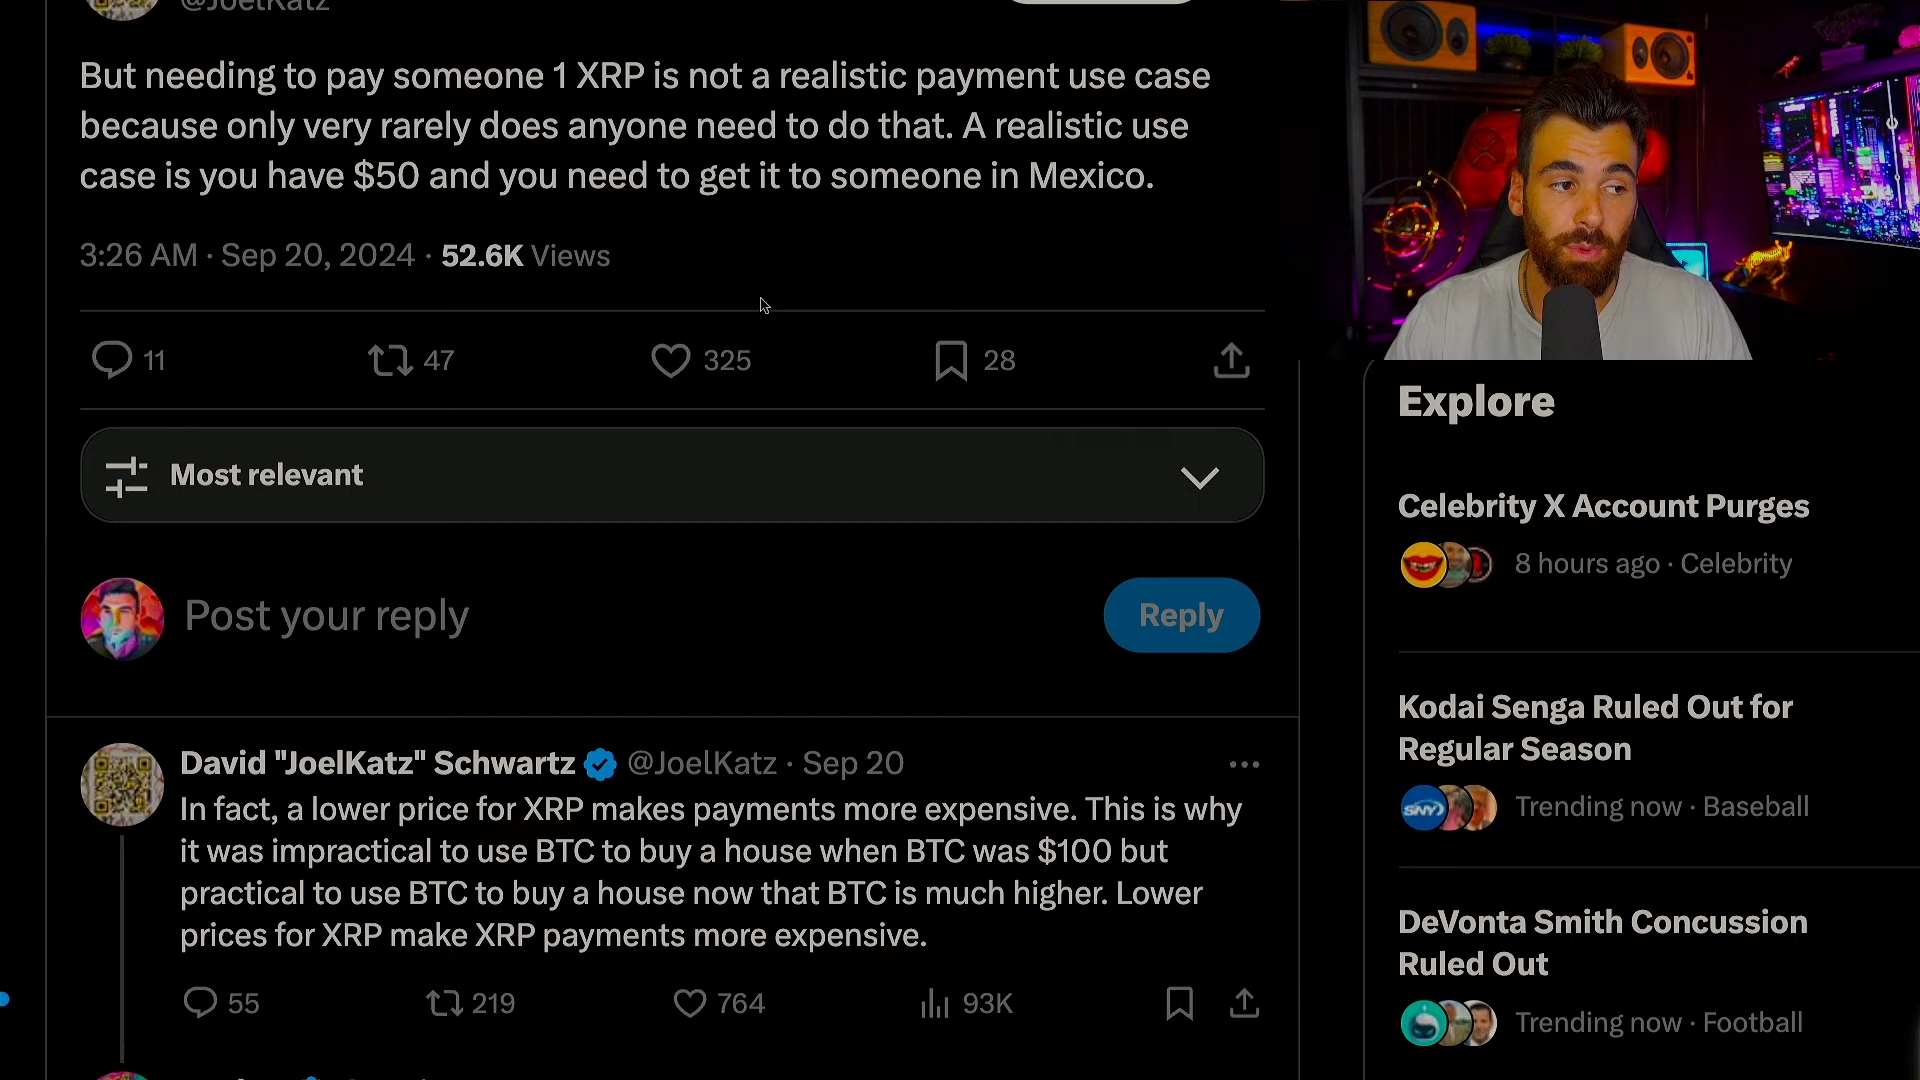 @JoelKatz
But needing to pay someone 1 XRP is not a realistic payment use case
because only very rarely does anyone need to do that. A realistic use
case is you have $50 and you need to get it to someone in Mexico.
3:26 AM · Sep 20, 2024 · 52.6K Views
11 47 325 28
Most relevant
Post your reply
Reply
David "JoelKatz" Schwartz @JoelKatz · Sep 20
In fact, a lower price for XRP makes payments more expensive. This is why
it was impractical to use BTC to buy a house when BTC was $100 but
practical to use BTC to buy a house now that BTC is much higher. Lower
prices for XRP make XRP payments more expensive.
55 219 764 93K
Explore
Celebrity X Account Purges
8 hours ago · Celebrity
Kodai Senga Ruled Out for
Regular Season
SNY
Trending now · Baseball
DeVonta Smith Concussion
Ruled Out
Trending now · Football